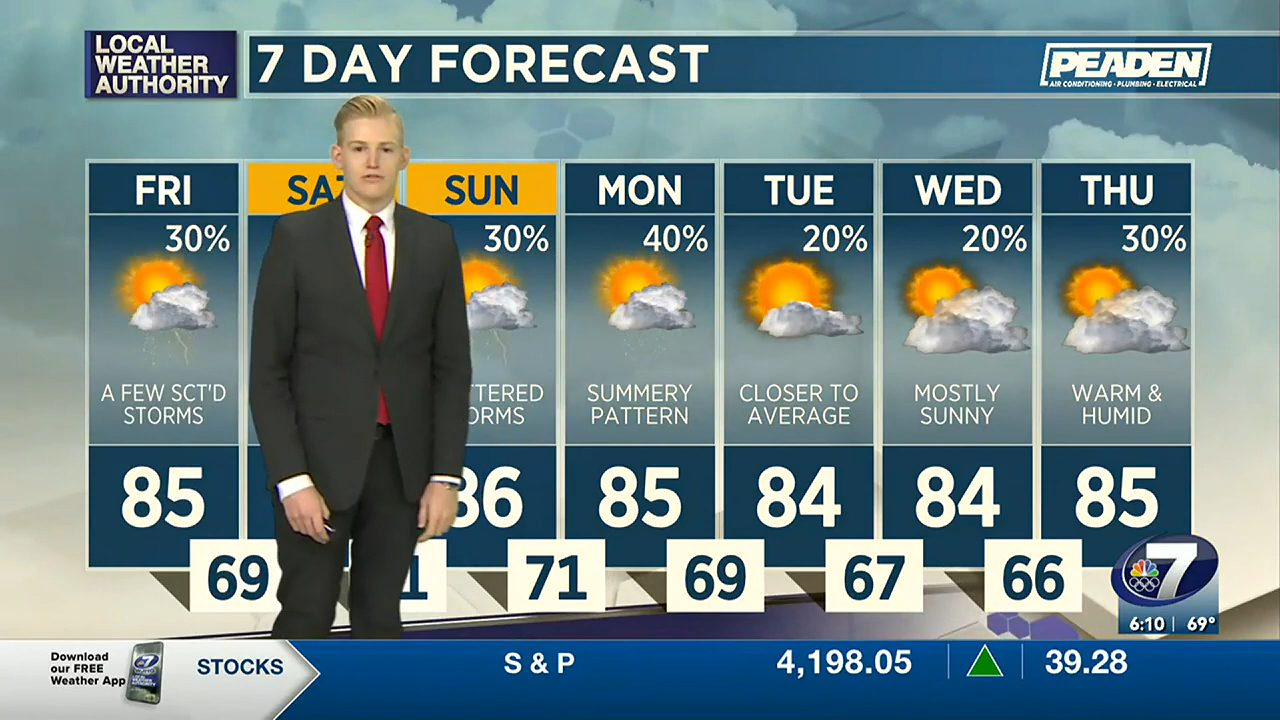 LOCAL
WEATHER
AUTHORITY
7 DAY FORECAST
PEADEN
AIR CONDITIONING • PLUMBING • ELECTRICAL
FRI
SUN
MON
TUE
WED
THU
30%
30%
40%
20%
20%
30%
A FEW SCT'D
STORMS
SUMMERY
PATTERN
CLOSER TO
AVERAGE
MOSTLY
SUNNY
WARM &
HUMID
85
86
85
84
84
85
69
71
69
67
66
7
6:10 | 69°
Download
our FREE
Weather App
STOCKS
S & P
4,198.05
39.28